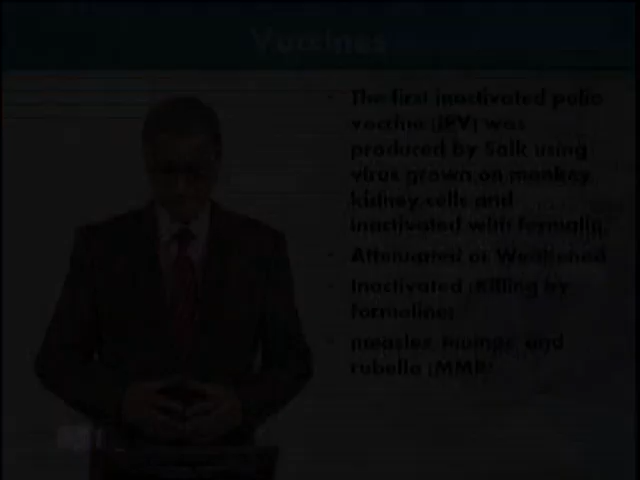 Vaccines
• The first inactivated polio
vaccine (IPV) was
produced by Salk using
virus grown on monkey
kidney cells and
inactivated with formalin.
• Attenuated or Weakened
• Inactivated (Killing by
formaline)
• measles, mumps, and
rubella (MMR)